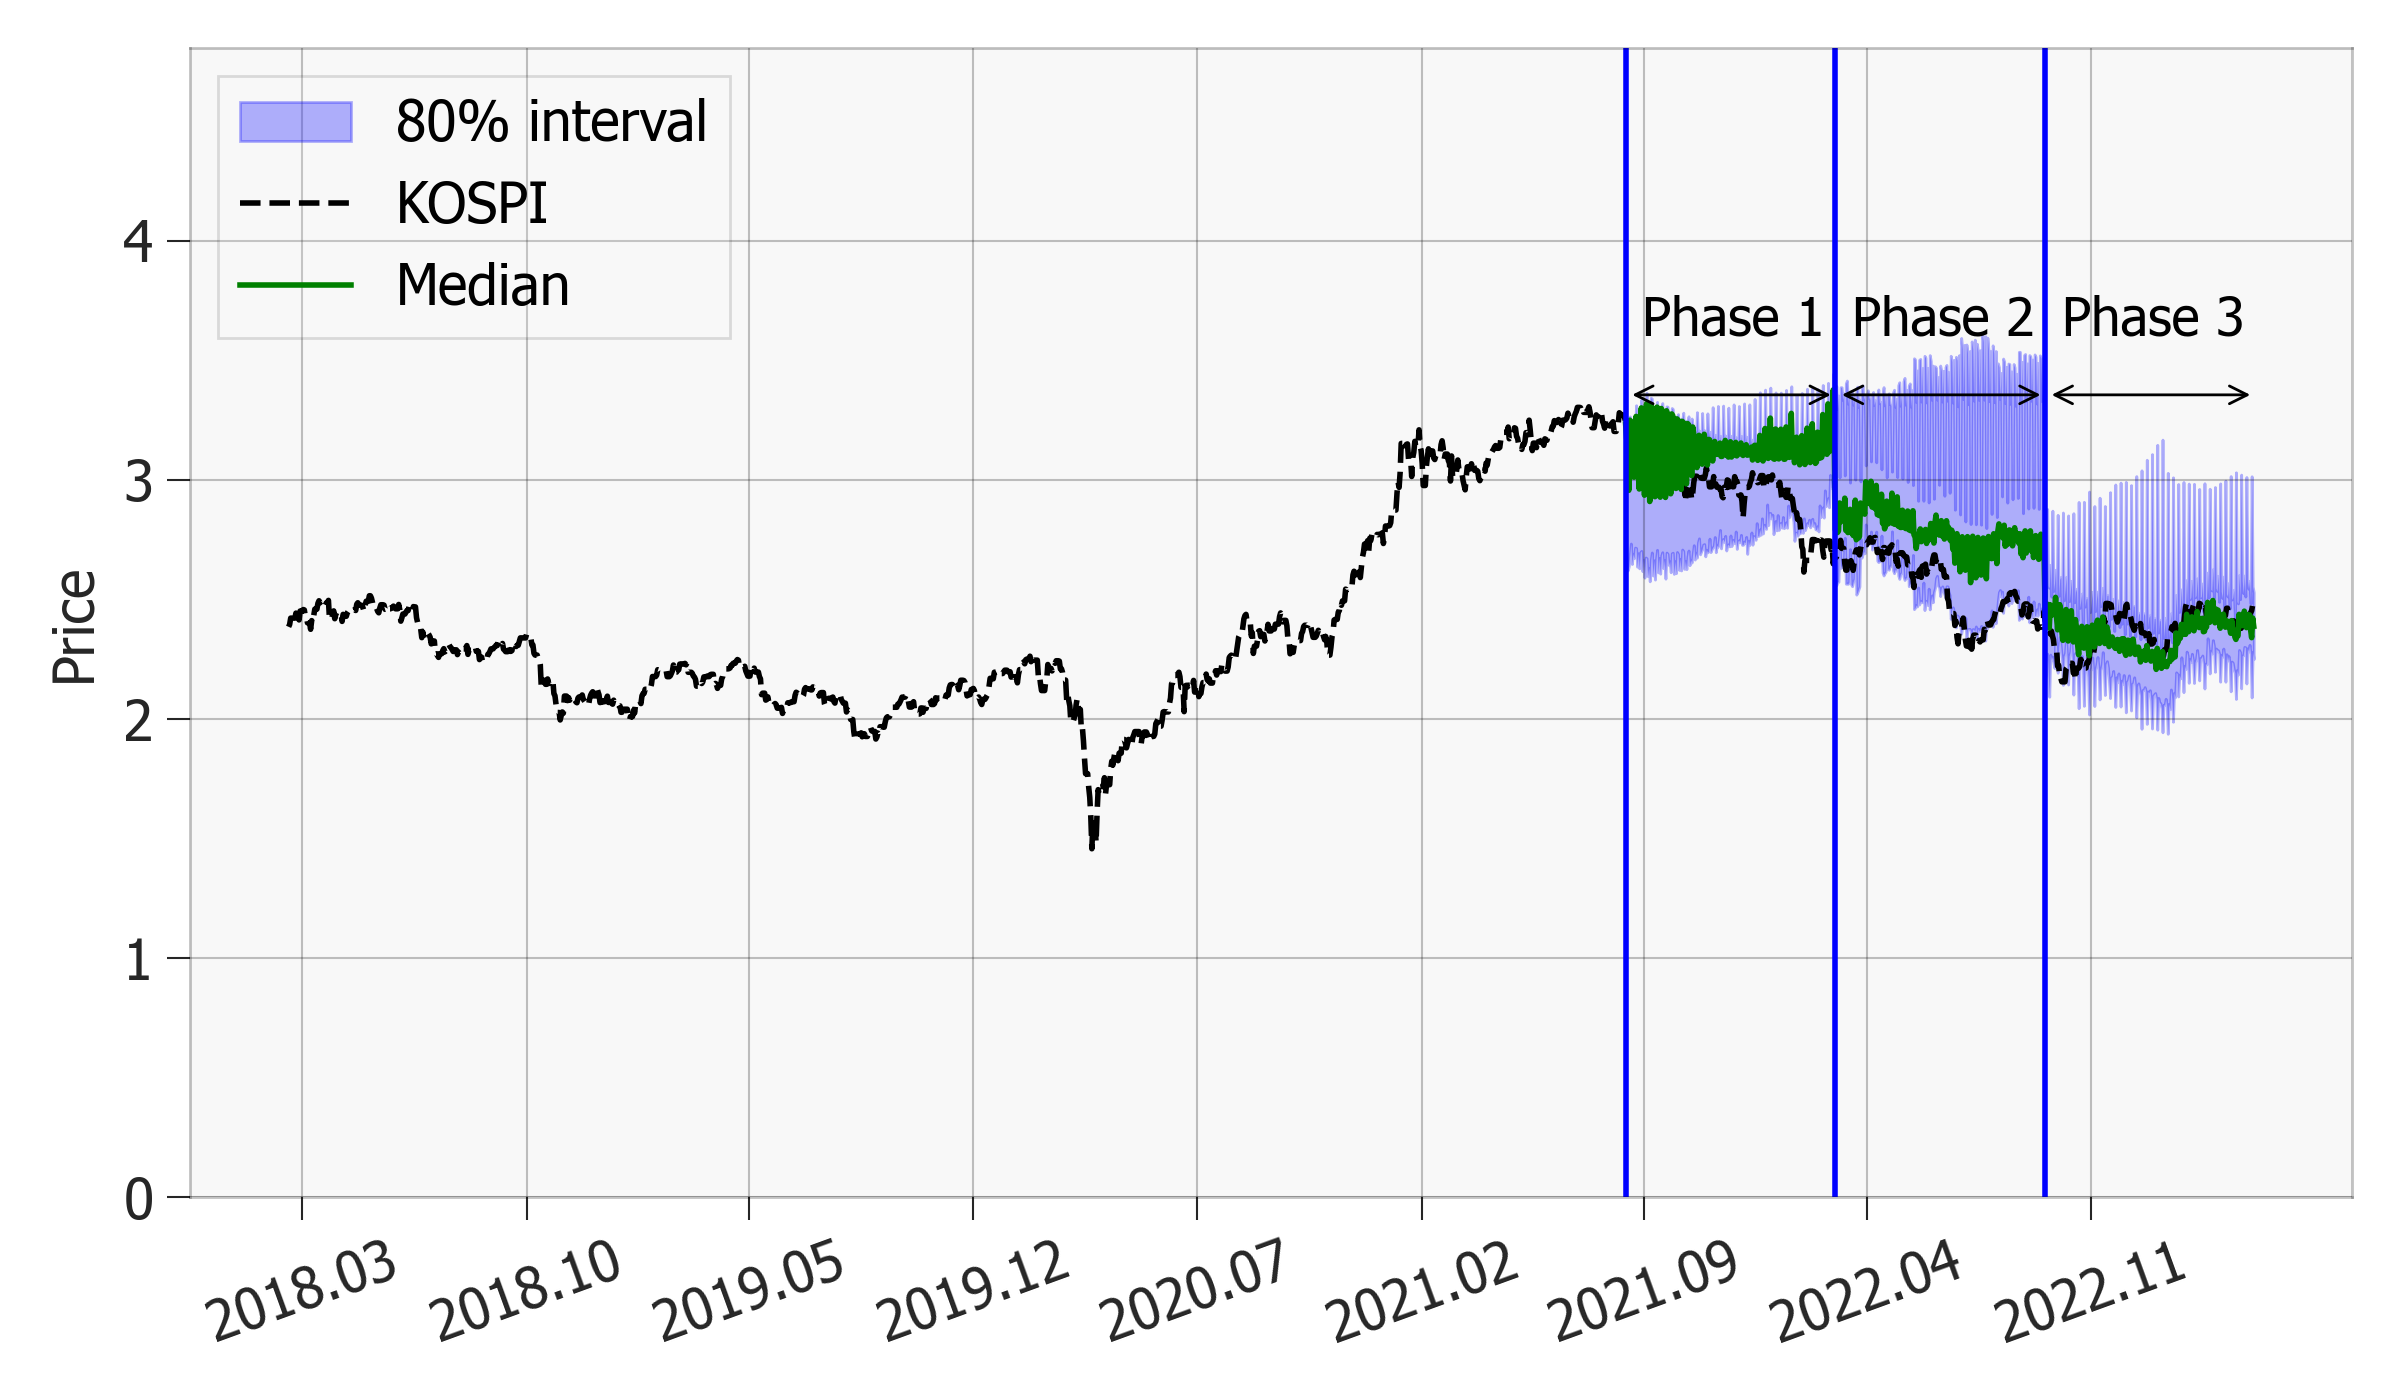 80% interval
KOSPI
Median
Phase 1
Phase 2
Phase 3
Price
4
3
2
1
0
2018.03
2018.10
2019.05
2019.12
2020.07
2021.02
2021.09
2022.04
2022.11